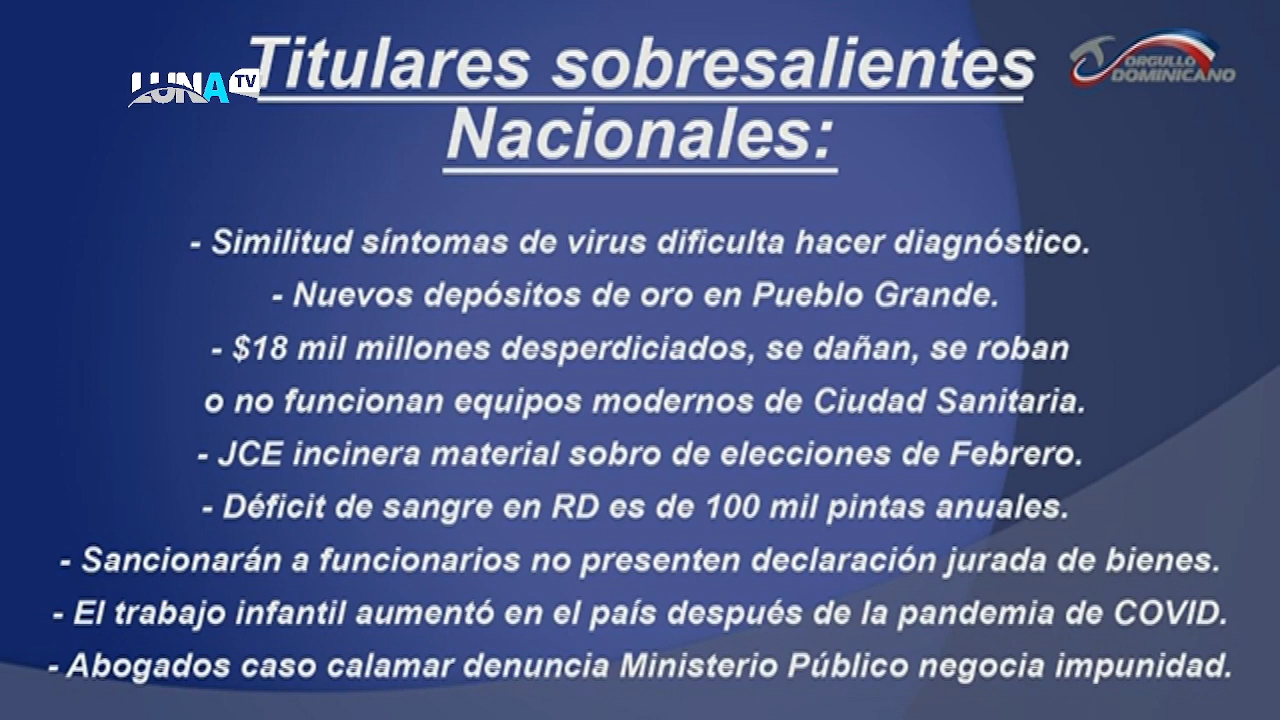 Titulares sobresalientes
Nacionales:
LUNA TV
ORGULLO
DOMINICANO
- Similitud síntomas de virus dificulta hacer diagnóstico.
- Nuevos depósitos de oro en Pueblo Grande.
- $18 mil millones desperdiciados, se dañan, se roban
o no funcionan equipos modernos de Ciudad Sanitaria.
- JCE incinera material sobro de elecciones de Febrero.
- Déficit de sangre en RD es de 100 mil pintas anuales.
- Sancionarán a funcionarios no presenten declaración jurada de bienes.
- El trabajo infantil aumentó en el país después de la pandemia de COVID.
- Abogados caso calamar denuncia Ministerio Público negocia impunidad.